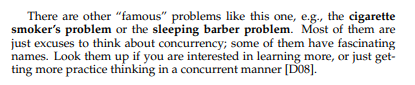 There are other “famous” problems like this one, e.g., the cigarette
smoker’s problem or the sleeping barber problem. Most of them are
just excuses to think about concurrency; some of them have fascinating
names. Look them up if you are interested in learning more, or just get-
ting more practice thinking in a concurrent manner [D08].